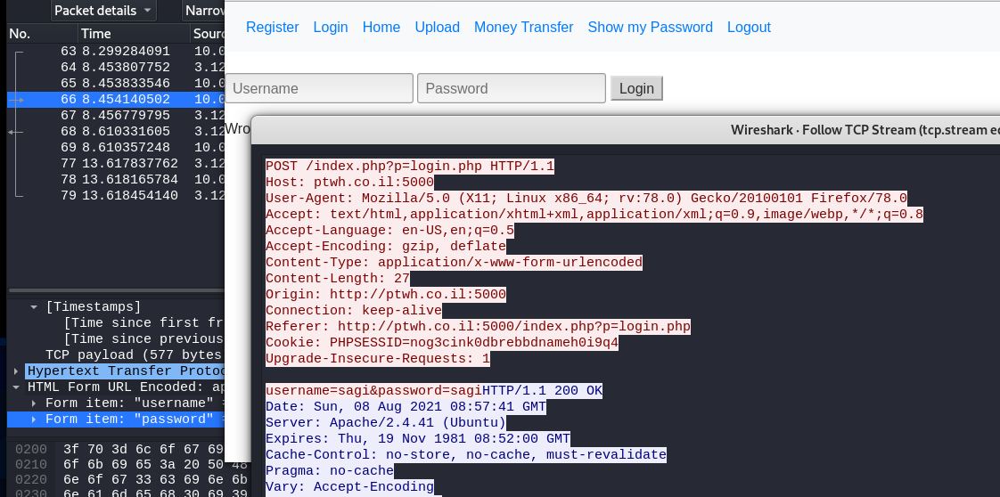 Packet details Narrow
No. Time Sourc
63 8.299284091 10.0
64 8.453807752 3.12
65 8.453833546 10.0
66 8.454140502 10.0
67 8.456779795 3.12
68 8.610331605 3.12
69 8.610357248 10.0
77 13.617837762 3.12
78 13.618165784 10.0
79 13.618454140 3.12
[Timestamps]
[Time since first fr
[Time since previous
TCP payload (577 bytes
Hypertext Transfer Protoc
HTML Form URL Encoded: ap
Form item: "username" =
Form item: "password" =
0200 3f 70 3d 6c 6f 67 69
0210 6f 6b 69 65 3a 20 50 48
0220 6e 6f 67 33 63 69 6e 6b
0230 6e 61 6d 65 68 30 69 39
Register Login Home Upload Money Transfer Show my Password Logout
Username Password Login
Wro
Wireshark · Follow TCP Stream (tcp.stream ec
POST /index.php?p=login.php HTTP/1.1
Host: ptwh.co.il:5000
User-Agent: Mozilla/5.0 (X11; Linux x86_64; rv:78.0) Gecko/20100101 Firefox/78.0
Accept: text/html,application/xhtml+xml,application/xml;q=0.9,image/webp,*/*;q=0.8
Accept-Language: en-US,en;q=0.5
Accept-Encoding: gzip, deflate
Content-Type: application/x-www-form-urlencoded
Content-Length: 27
Origin: http://ptwh.co.il:5000
Connection: keep-alive
Referer: http://ptwh.co.il:5000/index.php?p=login.php
Cookie: PHPSESSID=nog3cink0dbrebbdnameh0i9q4
Upgrade-Insecure-Requests: 1
username=sagi&password=sagiHTTP/1.1 200 OK
Date: Sun, 08 Aug 2021 08:57:41 GMT
Server: Apache/2.4.41 (Ubuntu)
Expires: Thu, 19 Nov 1981 08:52:00 GMT
Cache-Control: no-store, no-cache, must-revalidate
Pragma: no-cache
Vary: Accept-Encoding